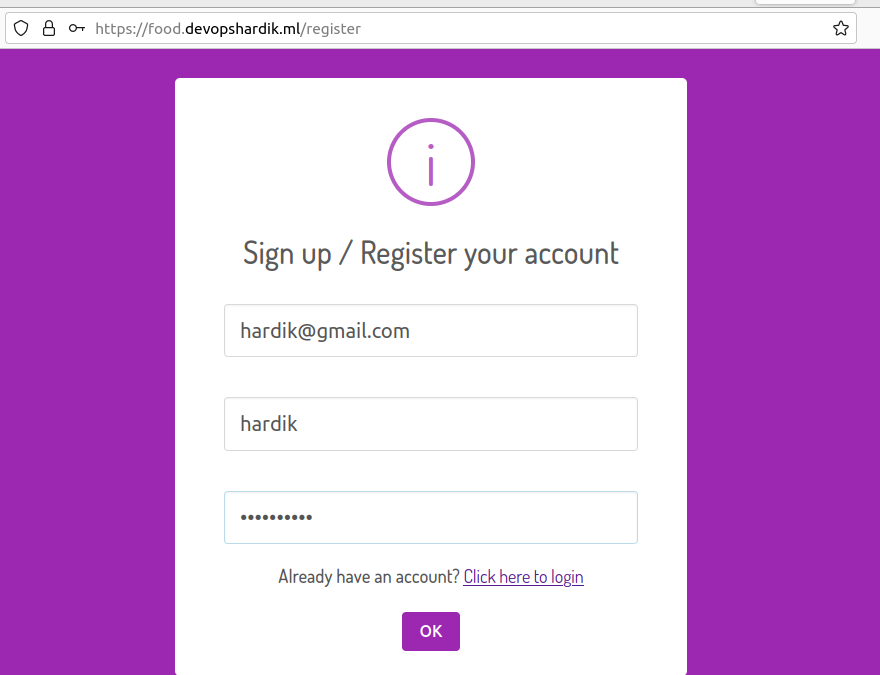 https://food.devopshardik.ml/register
i
Sign up / Register your account
hardik@gmail.com
hardik
••••••••••
Already have an account? Click here to login
OK